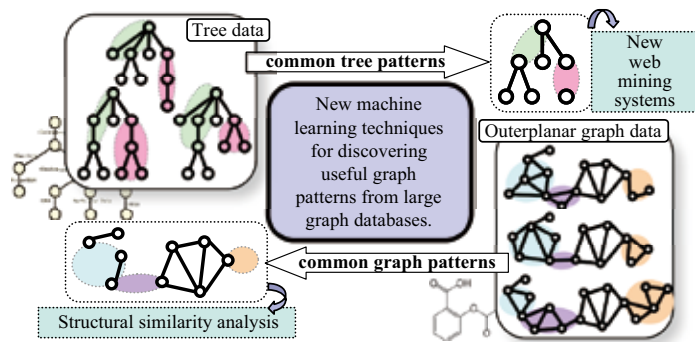 Tree data
common tree patterns
New
web
mining
systems
New machine
learning techniques
for discovering
useful graph
patterns from large
graph databases.
Outerplanar graph data
common graph patterns
Structural similarity analysis